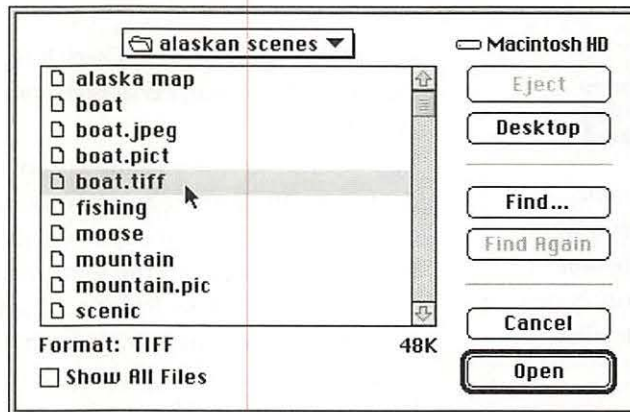 alaskan scenes
Macintosh HD
alaska map
boat
boat.jpeg
boat.pict
boat.tiff
fishing
moose
mountain
mountain.pic
scenic
Eject
Desktop
Find...
Find Again
Cancel
Open
Format: TIFF 48K
Show All Files